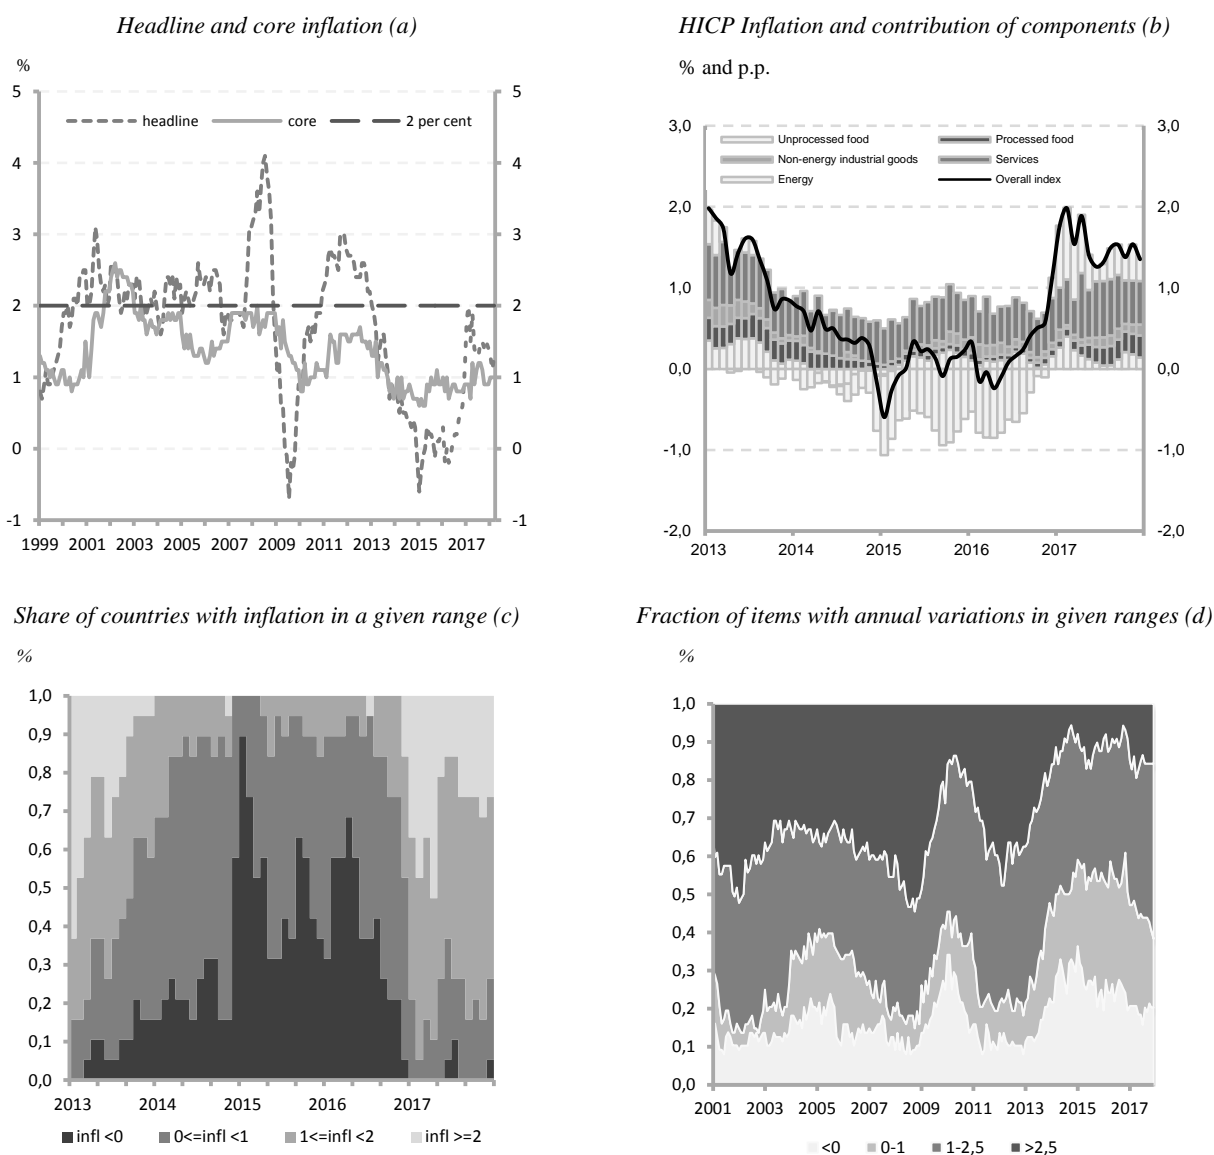 Headline and core inflation (a)
%
5
4
3
2
1
0
-1
5
4
3
2
1
0
-1
headline
core
2 per cent
1999 2001 2003 2005 2007 2009 2011 2013 2015 2017
HICP Inflation and contribution of components (b)
% and p.p.
3,0
2,0
1,0
0,0
-1,0
-2,0
3,0
2,0
1,0
0,0
-1,0
-2,0
Unprocessed food
Processed food
Non-energy industrial goods
Services
Energy
Overall index
2013 2014 2015 2016 2017
Share of countries with inflation in a given range (c)
%
1,0
0,9
0,8
0,7
0,6
0,5
0,4
0,3
0,2
0,1
0,0
2013 2014 2015 2016 2017
infl <0 0<=infl <1 1<=infl <2 infl >=2
Fraction of items with annual variations in given ranges (d)
%
1,0
0,9
0,8
0,7
0,6
0,5
0,4
0,3
0,2
0,1
0,0
2001 2003 2005 2007 2009 2011 2013 2015 2017
<0 0-1 1-2,5 >2,5